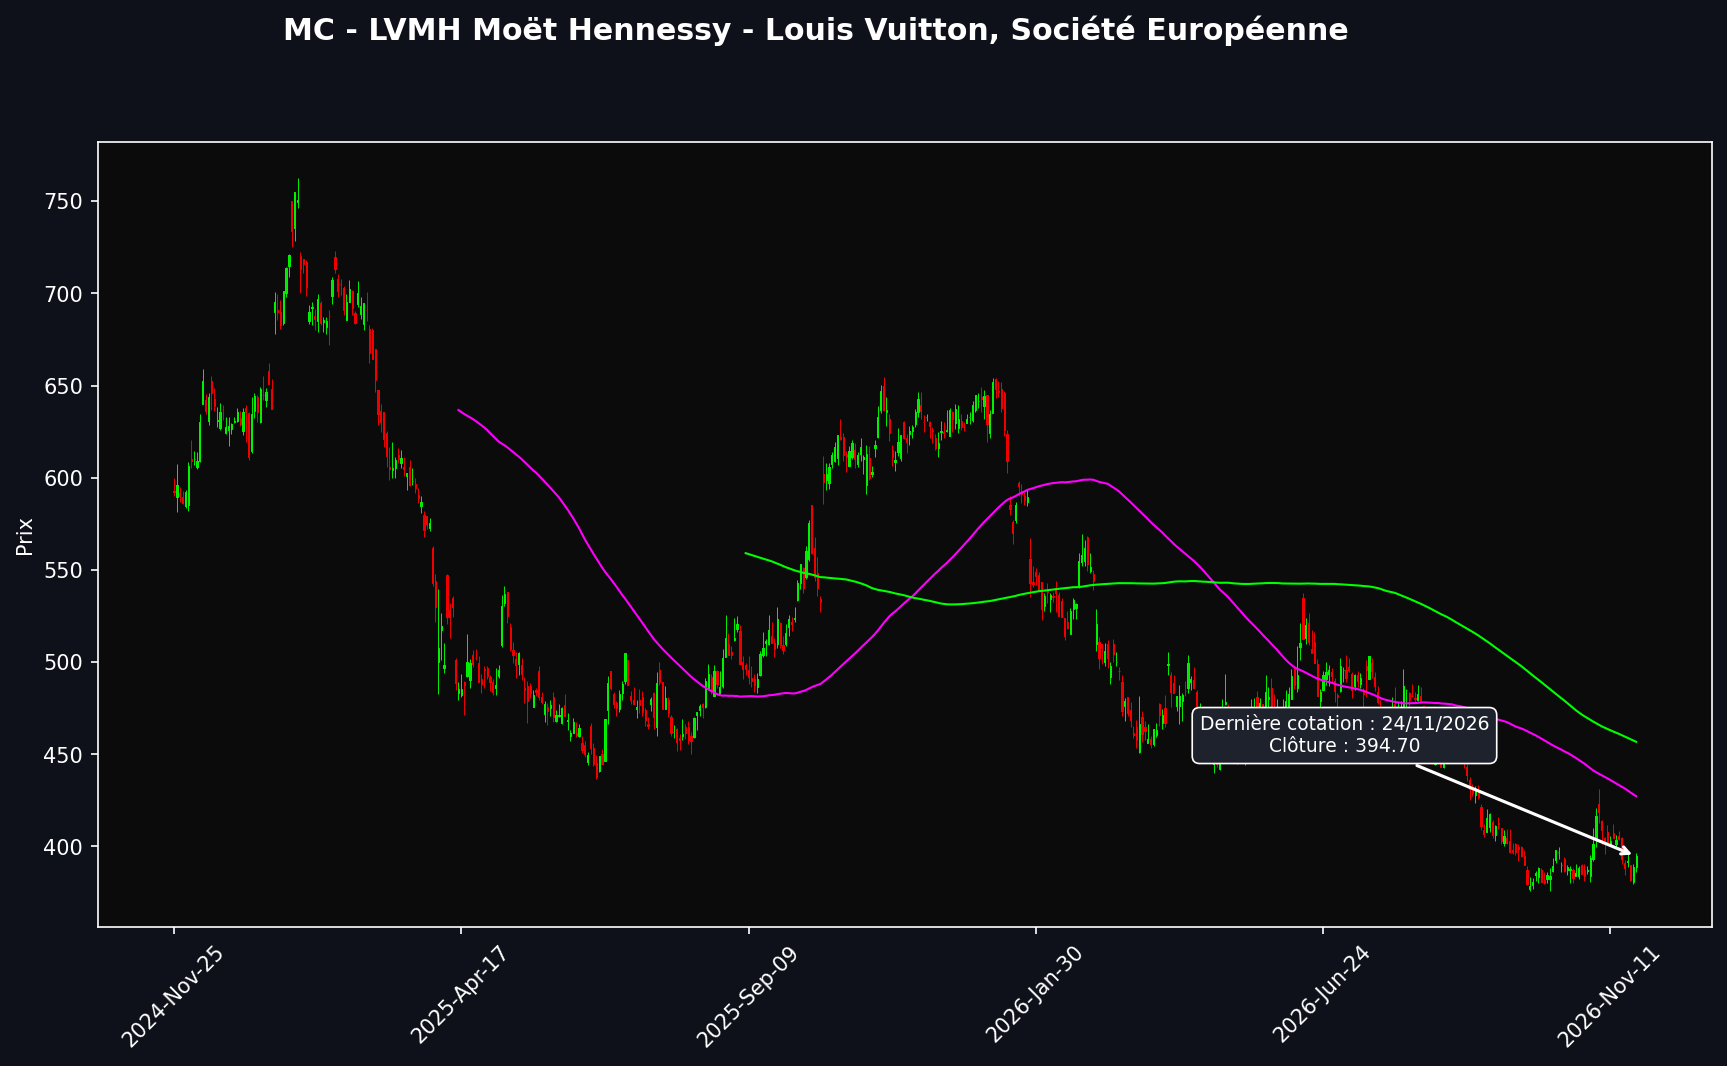 MC - LVMH Moët Hennessy - Louis Vuitton, Société Européenne
Prix
750
700
650
600
550
500
450
400
Dernière cotation : 24/11/2026
Clôture : 394.70
2024-Nov-25
2025-Apr-17
2025-Sep-09
2026-Jan-30
2026-Jun-24
2026-Nov-11